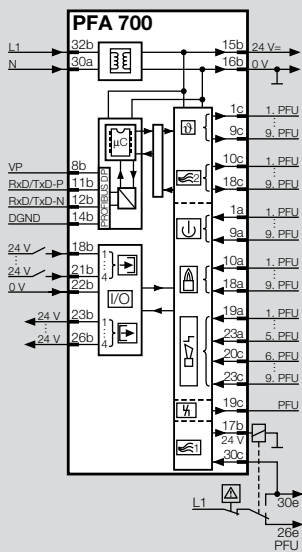 PFA 700
L1 32b 15b 24 V=
N 30a 16b 0 V
1c 1. PFU
µC ϑ 9c 9. PFU
10c 1. PFU
VP 8b PROFIBUS DP 2 18c 9. PFU
RxD/TxD-P 11b
RxD/TxD-N 12b 1a 1. PFU
DGND 14b 9a 9. PFU
24 V 18b 1 10a 1. PFU
24 V 21b 4 18a 9. PFU
0 V 22b I/O 19a 1. PFU
24 V 23b 1 23a 5. PFU
24 V 26b 4 20c 6. PFU
23c 9. PFU
19c PFU
17b
24 V
1 30c
L1 30e
26e
PFU